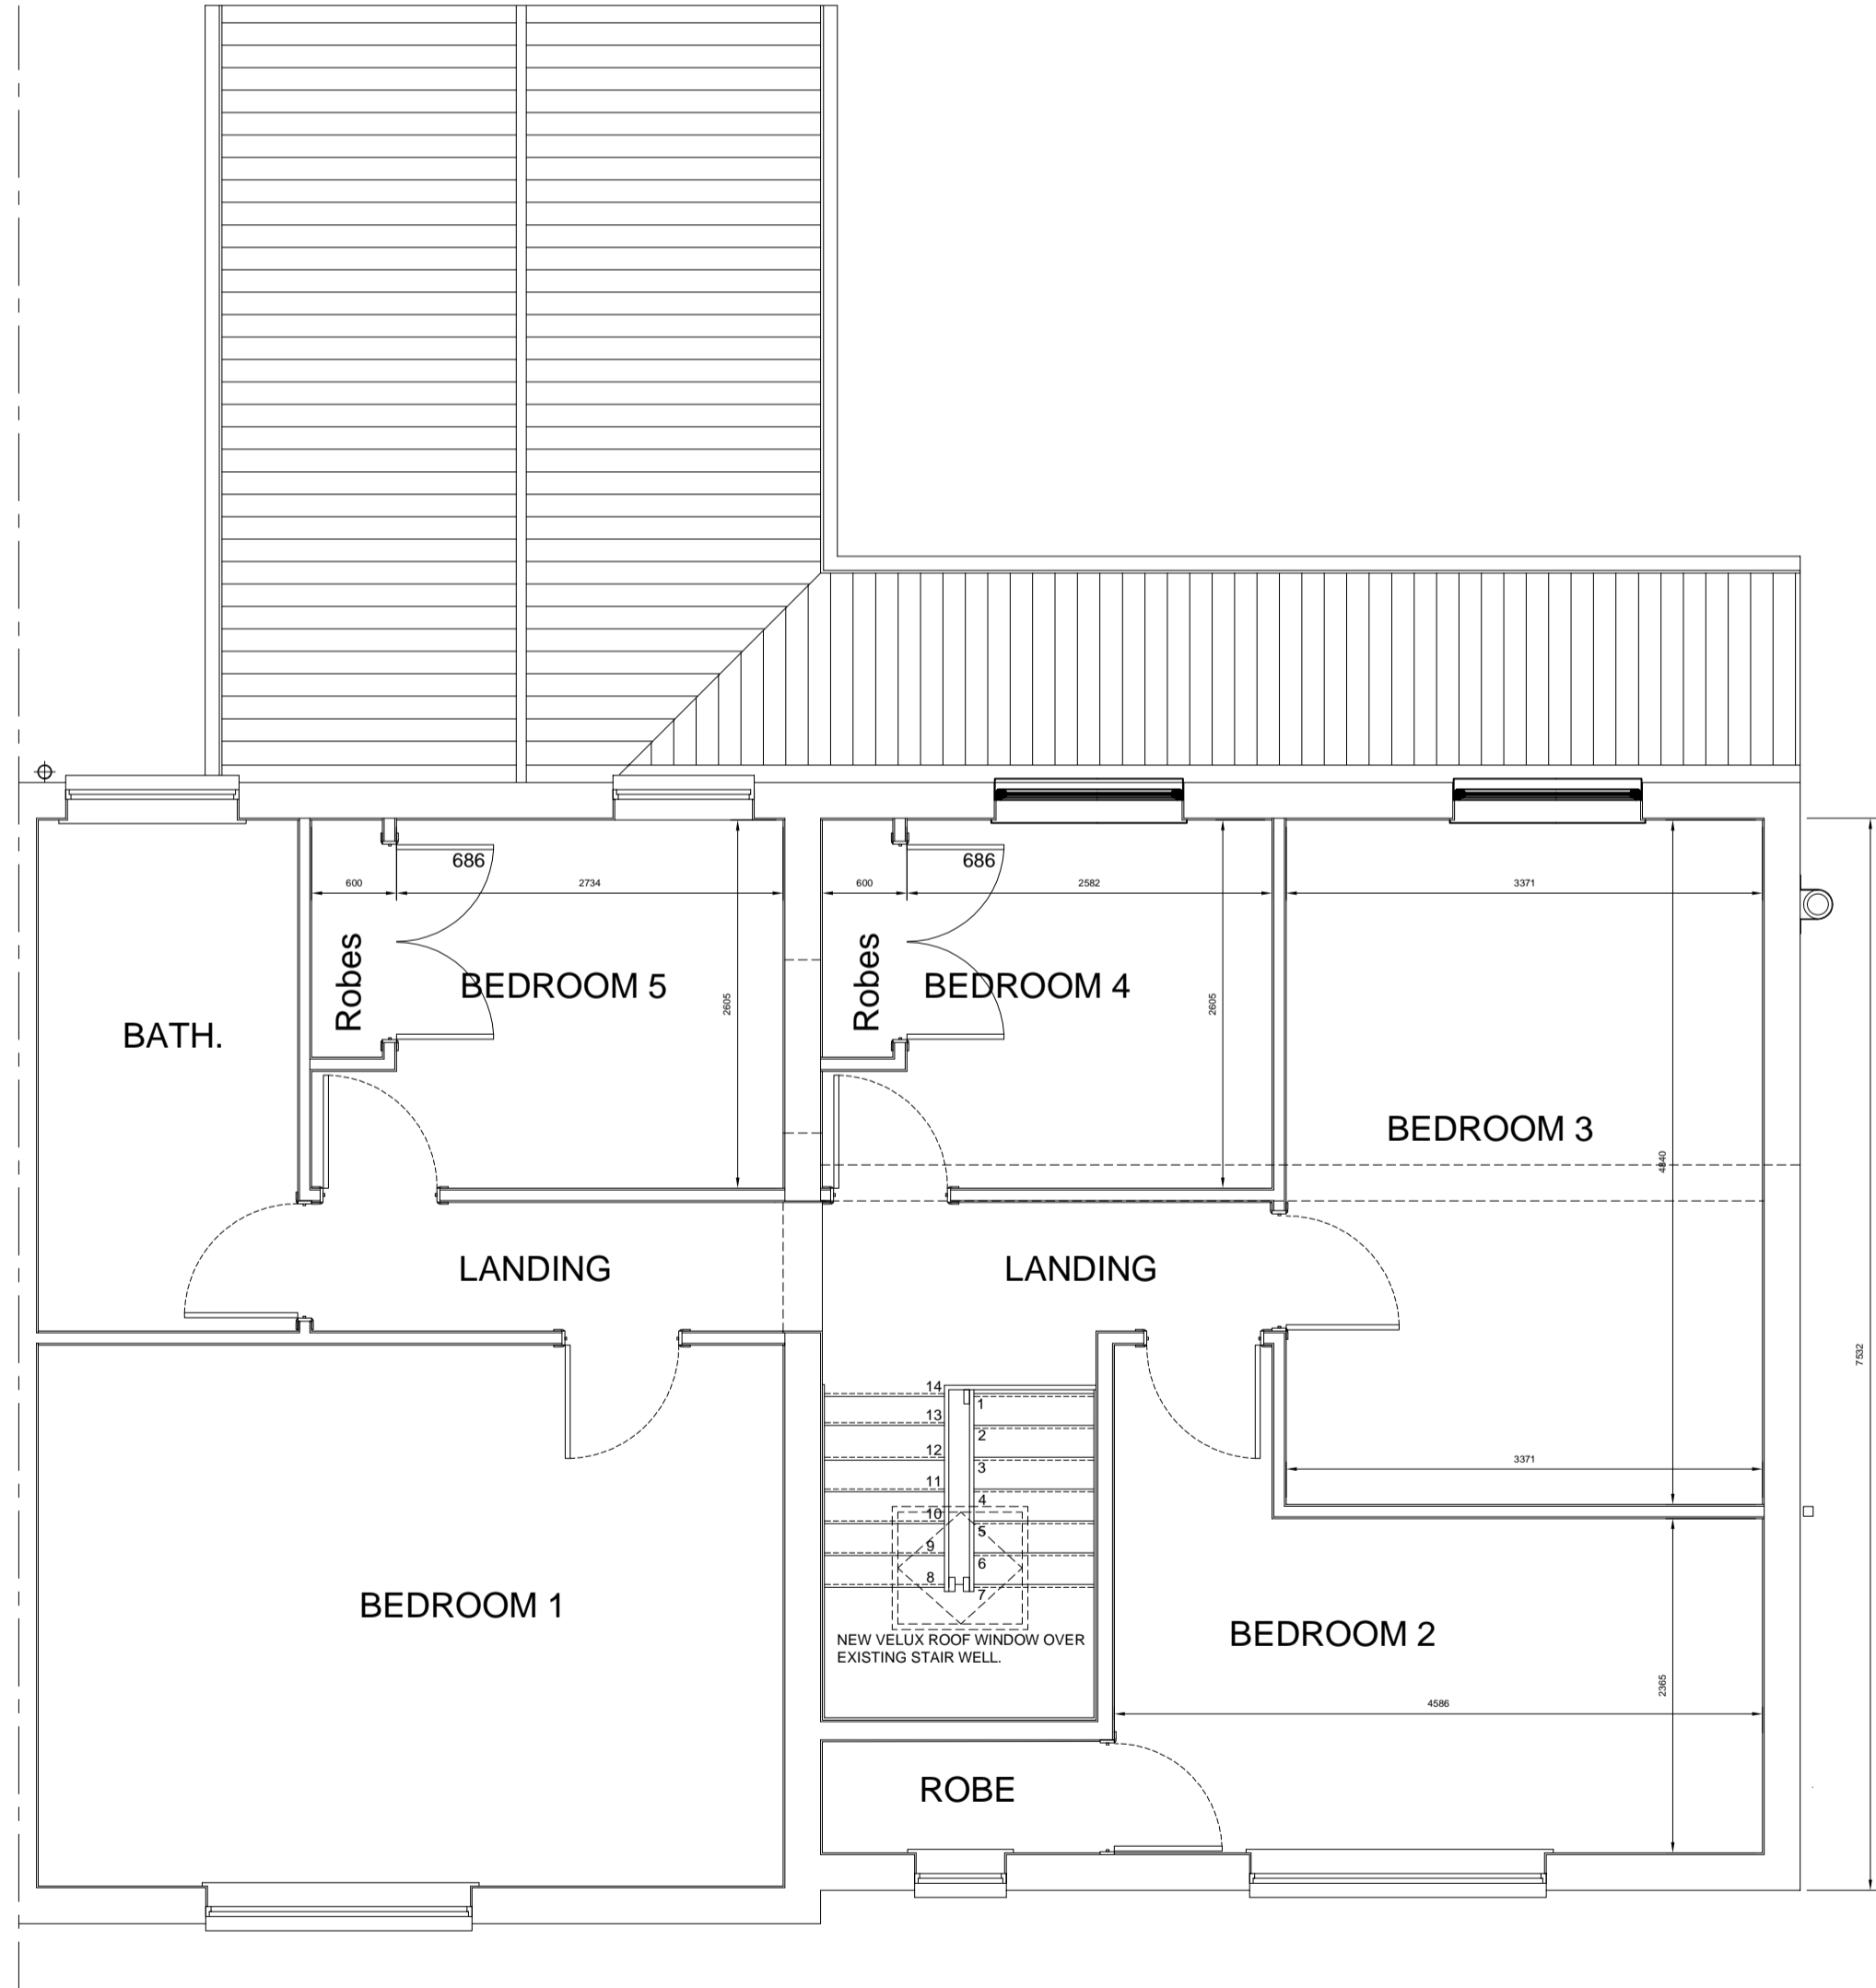 686
686
600
2734
600
2582
3371
Robes
BEDROOM 5
2605
Robes
BEDROOM 4
2605
BATH.
BEDROOM 3
4840
LANDING
LANDING
7532
14
1
13
2
12
3
11
4
10
5
9
6
8
7
3371
BEDROOM 1
NEW VELUX ROOF WINDOW OVER
EXISTING STAIR WELL.
BEDROOM 2
2365
4586
ROBE